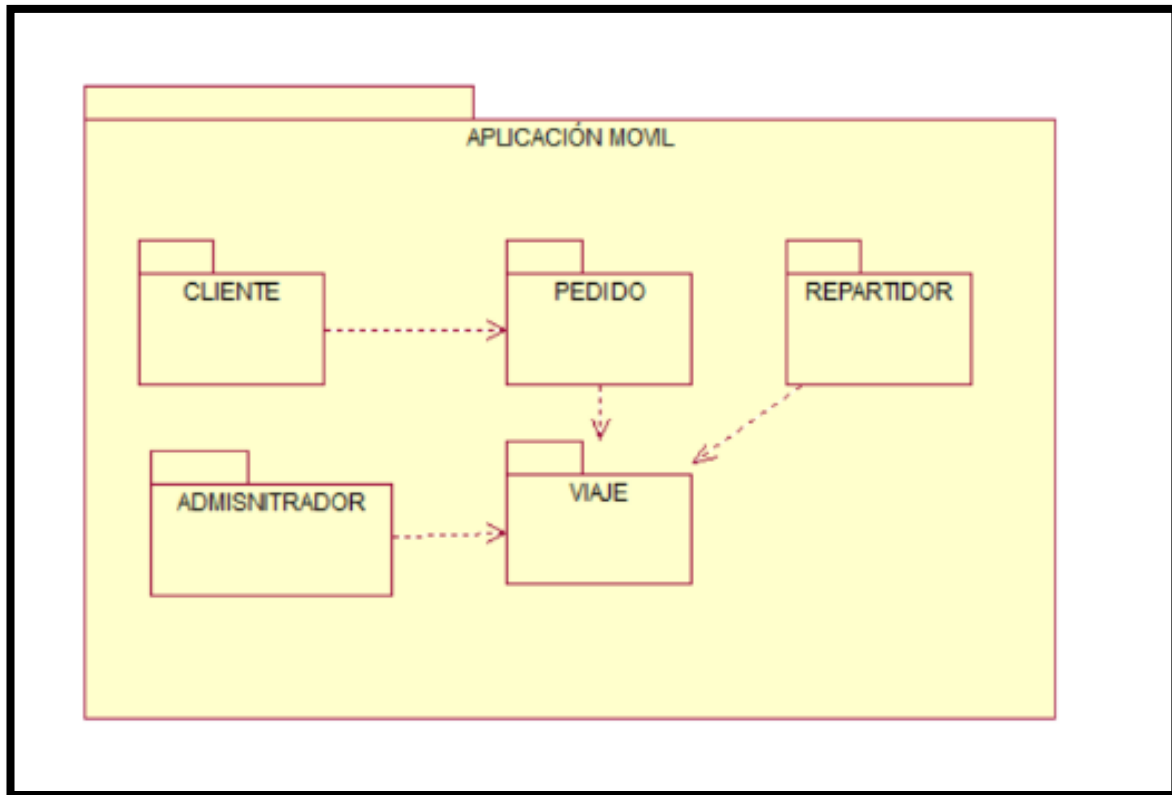 APLICACIÓN MOVIL
CLIENTE
PEDIDO
REPARTIDOR
ADMISNITRADOR
VIAJE